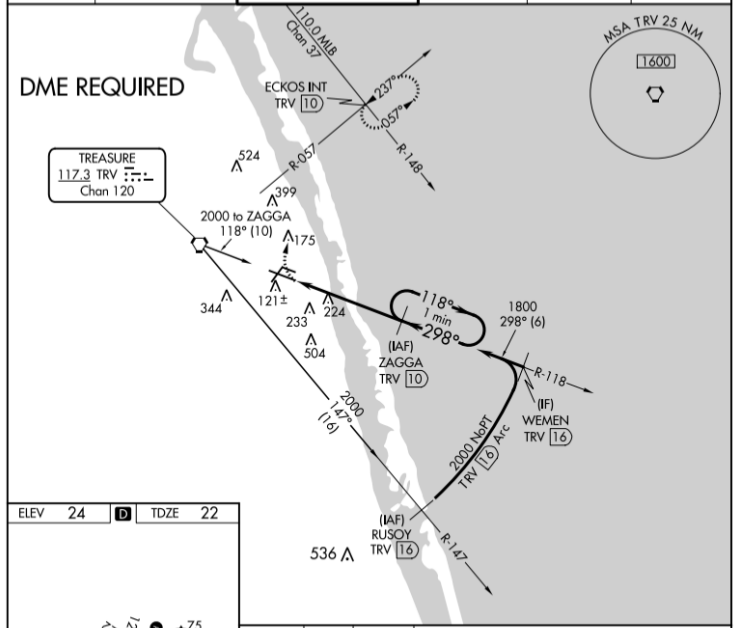 110.0 MLB
Chan 37
MSA TRV 25 NM
1600
DME REQUIRED
ECKOS INT
TRV 10
237°
057°
R-057
R-148
TREASURE
117.3 TRV
Chan 120
524
399
2000 to ZAGGA
118° (10)
175
344
121±
233
224
504
118°
1 min
298°
1800
298° (6)
(IAF)
ZAGGA
TRV 10
R-118
(IF)
WEMEN
TRV 16
2000
147°
(16)
2000 NoPT
TRV 16 Arc
(IAF)
RUSOY
TRV 16
R-147
536
ELEV 24 D TDZE 22
75